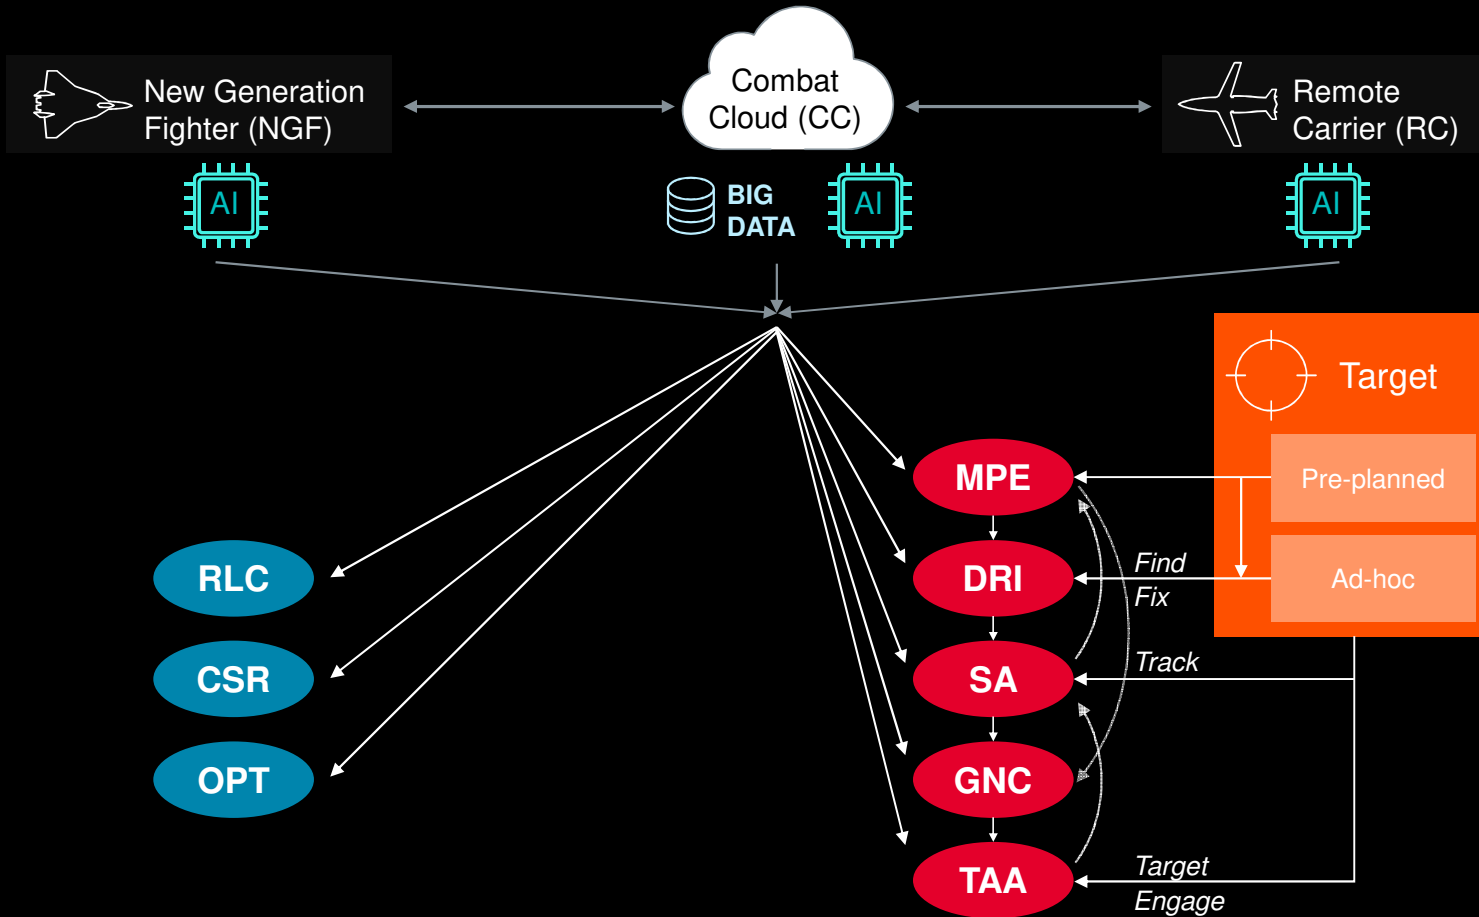 New Generation
Fighter (NGF)
Combat
Cloud (CC)
Remote
Carrier (RC)
AI
BIG
DATA
AI
AI
Target
Pre-planned
Ad-hoc
MPE
DRI
SA
GNC
TAA
Find
Fix
Track
Target
Engage
RLC
CSR
OPT